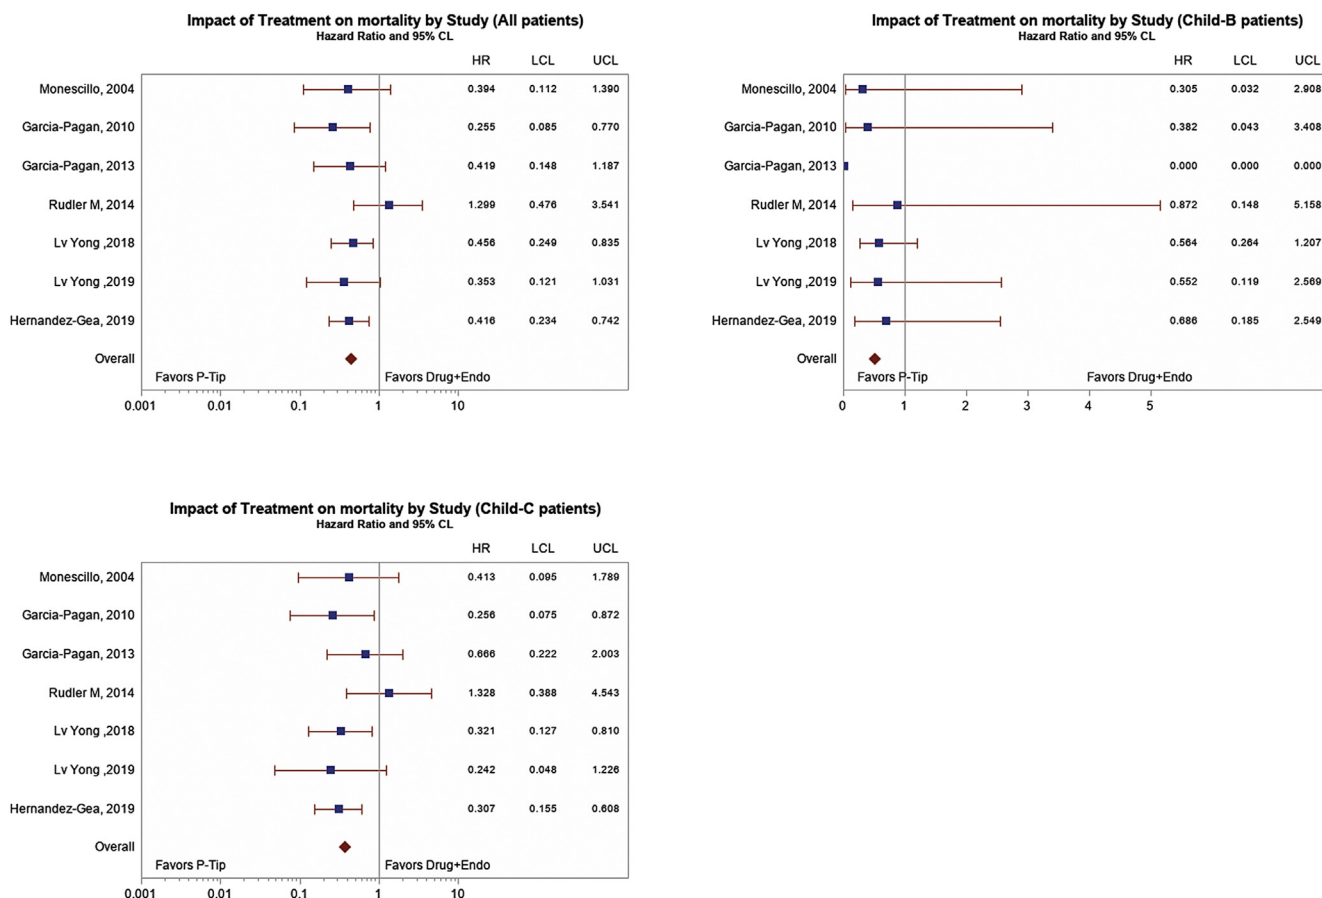 Impact of Treatment on mortality by Study (All patients)
Hazard Ratio and 95% CL
HR LCL UCL
Monescillo, 2004 0.394 0.112 1.390
Garcia-Pagan, 2010 0.255 0.085 0.770
Garcia-Pagan, 2013 0.419 0.148 1.187
Rudler M, 2014 1.299 0.476 3.541
Lv Yong ,2018 0.456 0.249 0.835
Lv Yong ,2019 0.353 0.121 1.031
Hernandez-Gea, 2019 0.416 0.234 0.742
Overall
Favors P-Tip Favors Drug+Endo
0.001 0.01 0.1 1 10
Impact of Treatment on mortality by Study (Child-B patients)
Hazard Ratio and 95% CL
HR LCL UCL
Monescillo, 2004 0.305 0.032 2.908
Garcia-Pagan, 2010 0.382 0.043 3.408
Garcia-Pagan, 2013 0.000 0.000 0.000
Rudler M, 2014 0.872 0.148 5.158
Lv Yong ,2018 0.564 0.264 1.207
Lv Yong ,2019 0.552 0.119 2.569
Hernandez-Gea, 2019 0.686 0.185 2.549
Overall
Favors P-Tip Favors Drug+Endo
0 1 2 3 4 5
Impact of Treatment on mortality by Study (Child-C patients)
Hazard Ratio and 95% CL
HR LCL UCL
Monescillo, 2004 0.413 0.095 1.789
Garcia-Pagan, 2010 0.256 0.075 0.872
Garcia-Pagan, 2013 0.666 0.222 2.003
Rudler M, 2014 1.328 0.388 4.543
Lv Yong ,2018 0.321 0.127 0.810
Lv Yong ,2019 0.242 0.048 1.226
Hernandez-Gea, 2019 0.307 0.155 0.608
Overall
Favors P-Tip Favors Drug+Endo
0.001 0.01 0.1 1 10